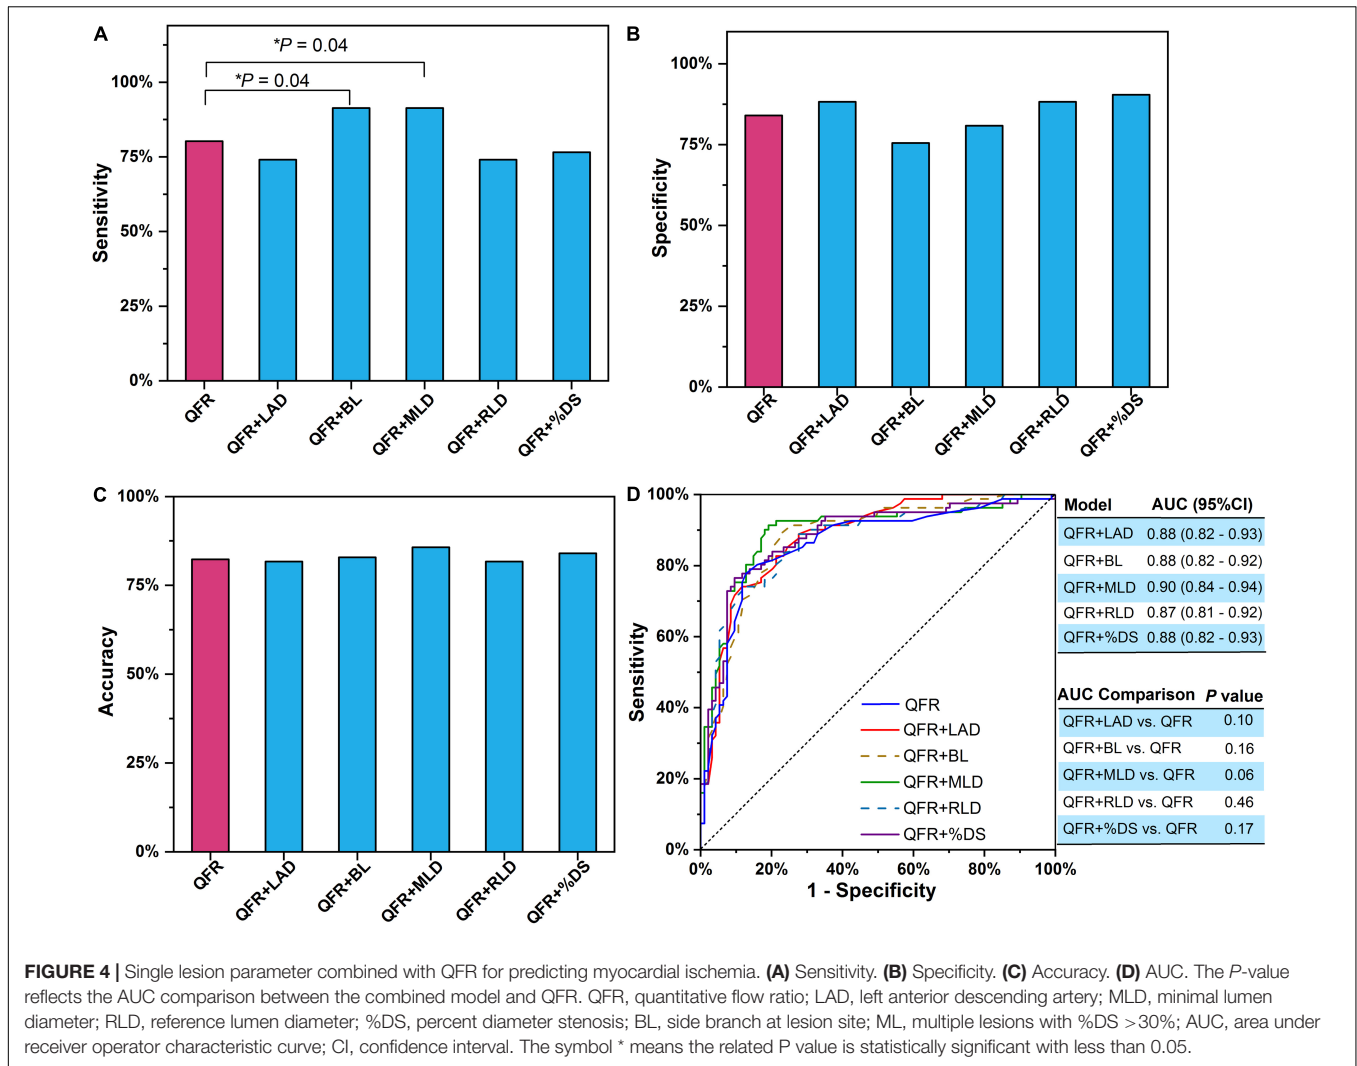 A
*P = 0.04
*P = 0.04
100%
75%
50%
25%
0%
Sensitivity
QFR
QFR+LAD
QFR+BL
QFR+MLD
QFR+RLD
QFR+%DS
B
100%
75%
50%
25%
0%
Specificity
QFR
QFR+LAD
QFR+BL
QFR+MLD
QFR+RLD
QFR+%DS
C
100%
75%
50%
25%
0%
Accuracy
QFR
QFR+LAD
QFR+BL
QFR+MLD
QFR+RLD
QFR+%DS
D
100%
80%
60%
40%
20%
0%
Sensitivity
QFR
QFR+LAD
QFR+BL
QFR+MLD
QFR+RLD
QFR+%DS
0% 20% 40% 60% 80% 100%
1 - Specificity
Model AUC (95%CI)
QFR+LAD 0.88 (0.82 - 0.93)
QFR+BL 0.88 (0.82 - 0.92)
QFR+MLD 0.90 (0.84 - 0.94)
QFR+RLD 0.87 (0.81 - 0.92)
QFR+%DS 0.88 (0.82 - 0.93)
AUC Comparison P value
QFR+LAD vs. QFR 0.10
QFR+BL vs. QFR 0.16
QFR+MLD vs. QFR 0.06
QFR+RLD vs. QFR 0.46
QFR+%DS vs. QFR 0.17
FIGURE 4 | Single lesion parameter combined with QFR for predicting myocardial ischemia. (A) Sensitivity. (B) Specificity. (C) Accuracy. (D) AUC. The P-value
reflects the AUC comparison between the combined model and QFR. QFR, quantitative flow ratio; LAD, left anterior descending artery; MLD, minimal lumen
diameter; RLD, reference lumen diameter; %DS, percent diameter stenosis; BL, side branch at lesion site; ML, multiple lesions with %DS >30%; AUC, area under
receiver operator characteristic curve; CI, confidence interval. The symbol * means the related P value is statistically significant with less than 0.05.